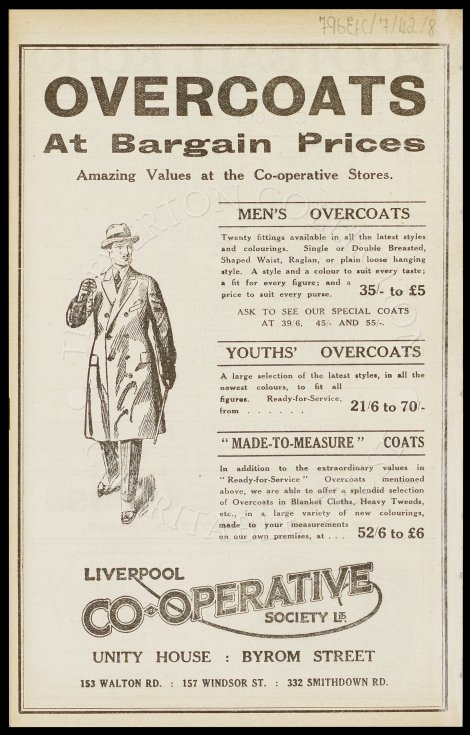 796EFC/7/42/8
OVERCOATS
At Bargain Prices
Amazing Values at the Co-operative Stores.
MEN'S OVERCOATS
Twenty fittings available in all the latest styles
and colourings. Single or Double Breasted,
Shaped Waist, Raglan, or plain loose hanging
style. A style and a colour to suit every taste;
a fit for every figure; and a
price to suit every purse. 35/- to £5
ASK TO SEE OUR SPECIAL COATS
AT 39/6, 45/- AND 55/-.
YOUTHS' OVERCOATS
A large selection of the latest styles, in all the
newest colours, to fit all
figures. Ready-for-Service,
from . . . . . . 21/6 to 70/-
"MADE-TO-MEASURE" COATS
In addition to the extraordinary values in
"Ready-for-Service" Overcoats mentioned
above, we are able to offer a splendid selection
of Overcoats in Blanket Cloths, Heavy Tweeds,
etc., in a large variety of new colourings,
made to your measurements
on our own premises, at . . . 52/6 to £6
LIVERPOOL
CO-OPERATIVE
SOCIETY LTD.
UNITY HOUSE : BYROM STREET
153 WALTON RD. : 157 WINDSOR ST. : 332 SMITHDOWN RD.